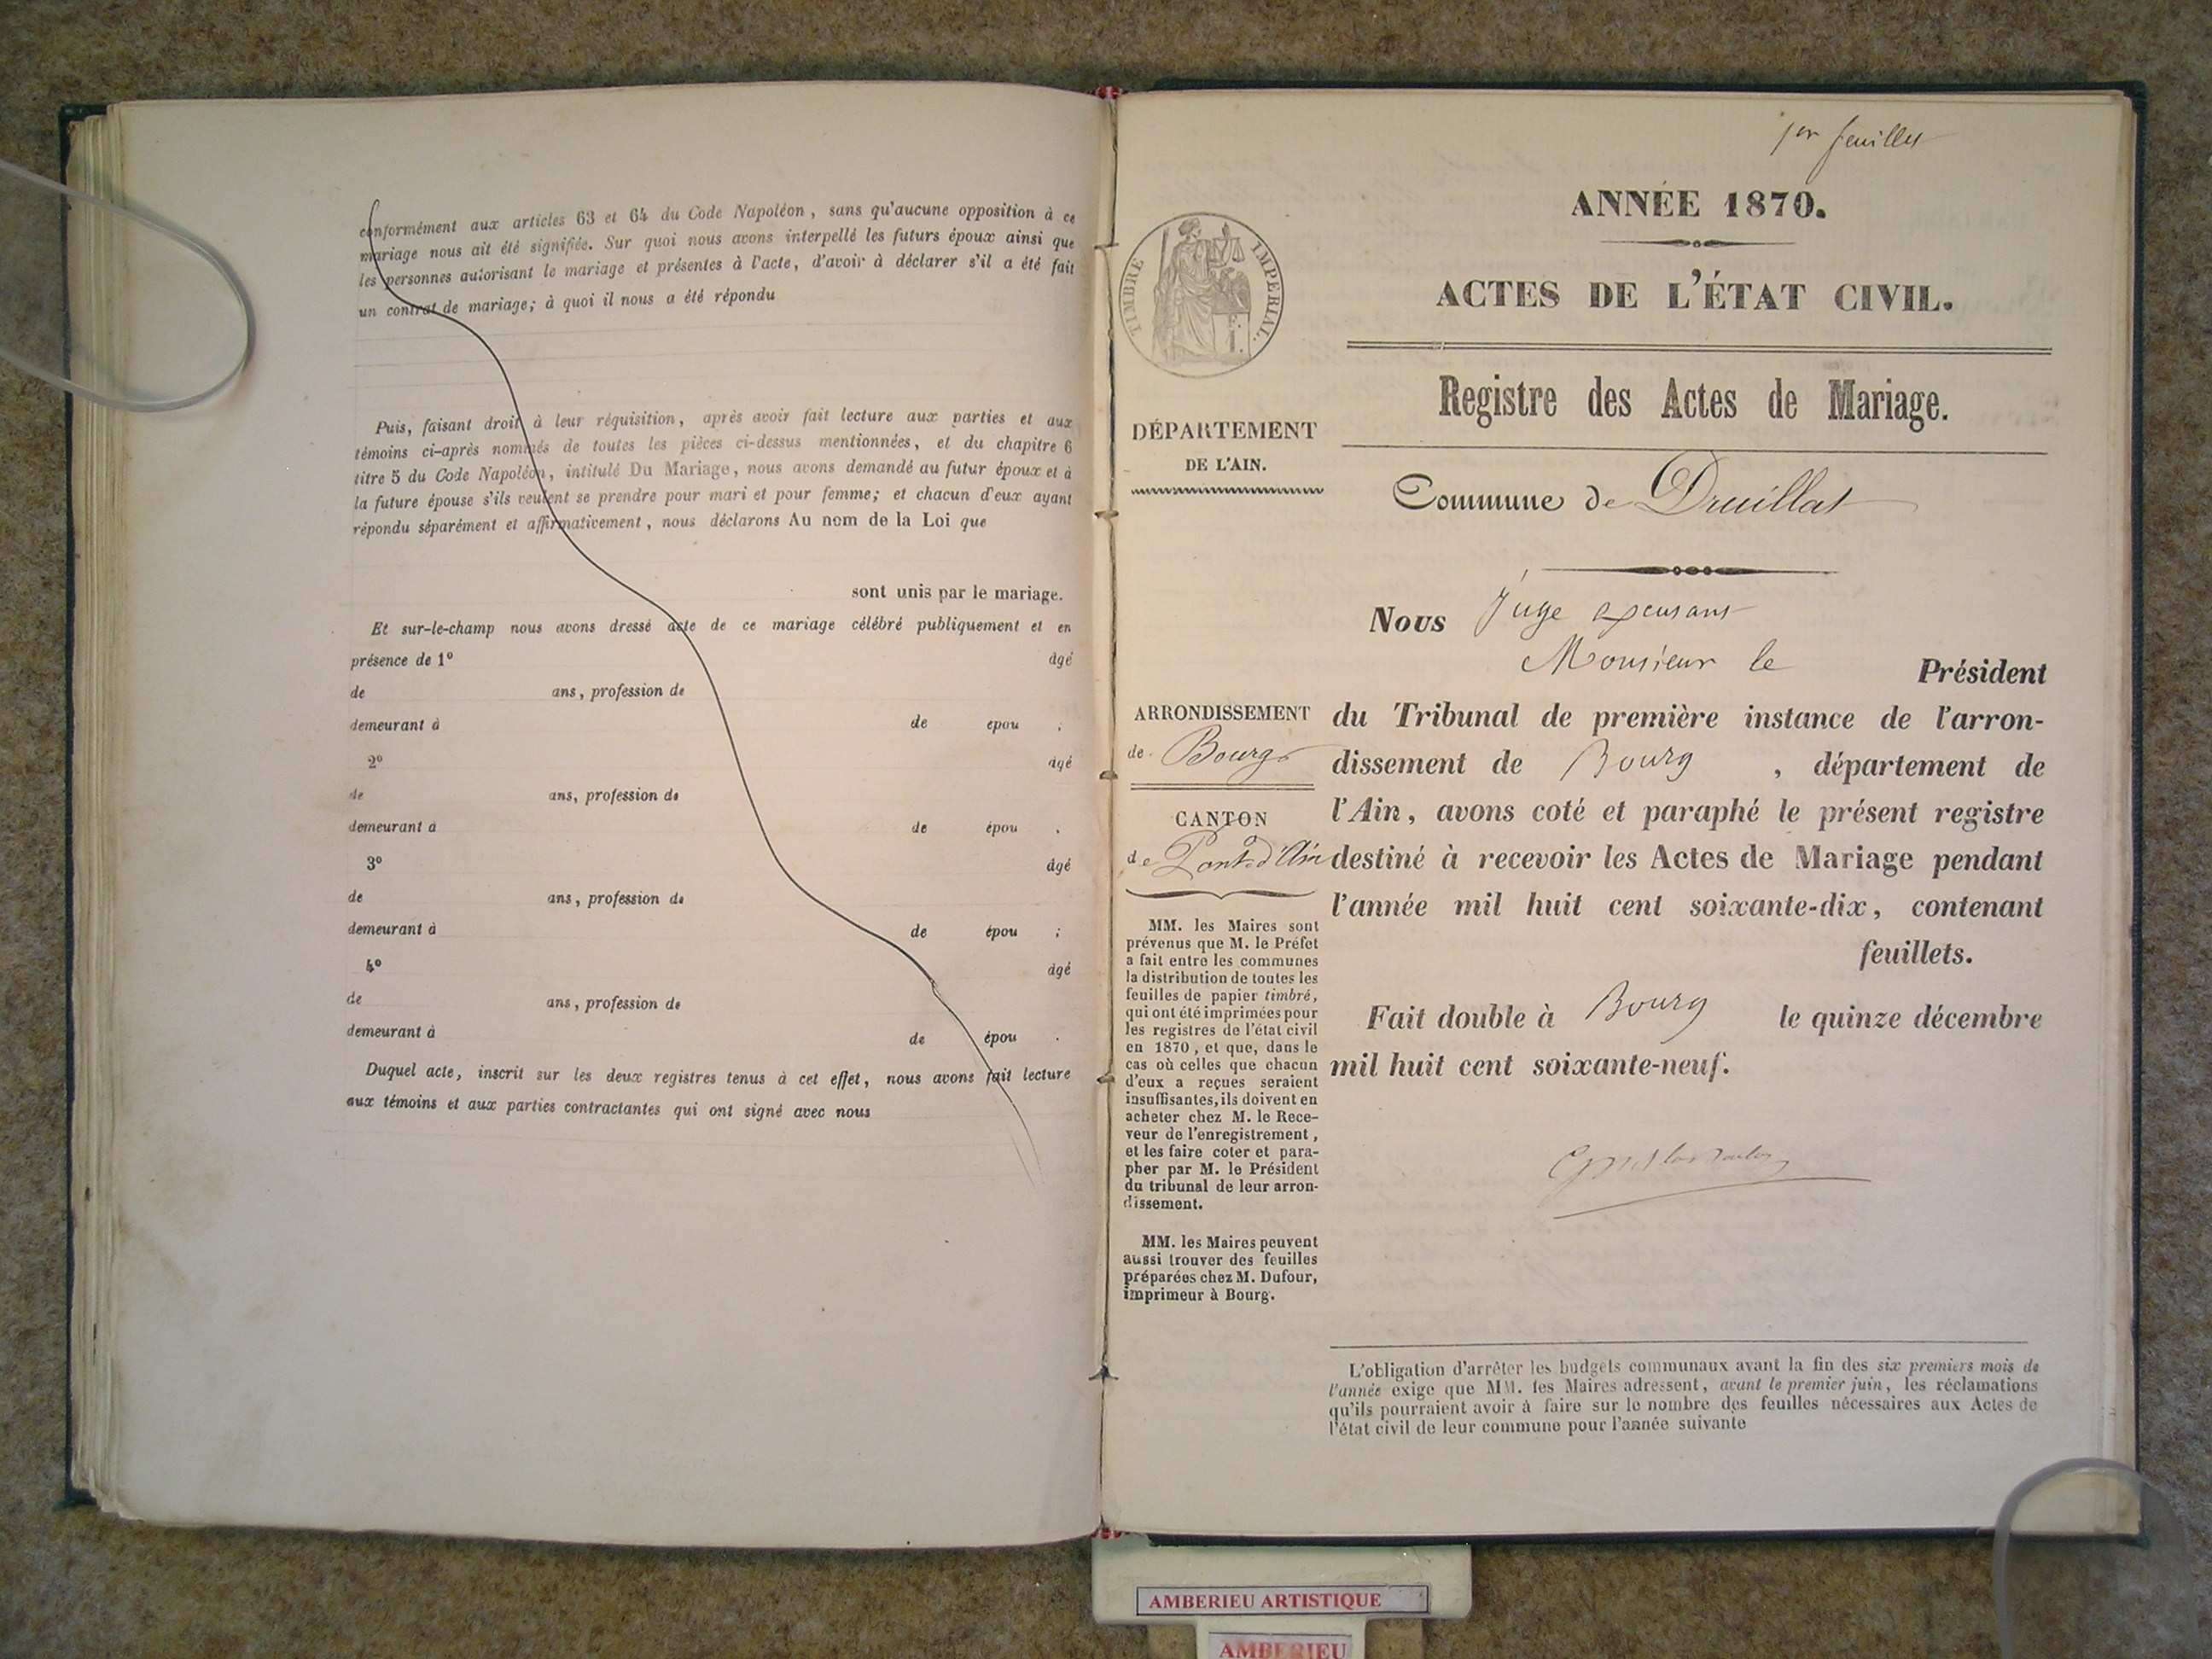 conformément aux articles 63 et 64 du Code Napoléon, sans qu'aucune opposition à ce
mariage nous ait été signifiée. Sur quoi nous avons interpellé les futurs époux ainsi que
les personnes autorisant le mariage et présentes à l'acte, d'avoir à déclarer s'il a été fait
un contrat de mariage; à quoi il nous a été répondu
Puis, faisant droit à leur réquisition, après avoir fait lecture aux parties et aux
témoins ci-après nommés de toutes les pièces ci-dessus mentionnées, et du chapitre 6
titre 5 du Code Napoléon, intitulé Du Mariage, nous avons demandé au futur époux et à
la future épouse s'ils veulent se prendre pour mari et pour femme; et chacun d'eux ayant
répondu séparément et affirmativement, nous déclarons Au nom de la Loi que
sont unis par le mariage.
Et sur-le-champ nous avons dressé acte de ce mariage célébré publiquement et en
présence de 1º âgé
de ans, profession de
demeurant à de epou ;
2º âgé
de ans, profession de
demeurant à de épou .
3º âgé
de ans, profession de
demeurant à de épou ;
4º âgé
de ans, profession de
demeurant à de épou .
Duquel acte, inscrit sur les deux registres tenus à cet effet, nous avons fait lecture
aux témoins et aux parties contractantes qui ont signé avec nous
1er feuillet
ANNÉE 1870.
ACTES DE L'ÉTAT CIVIL.
Registre des Actes de Mariage.
Commune de Druillat
TIMBRE IMPERIAL.
DÉPARTEMENT
DE L'AIN.
ARRONDISSEMENT
de Bourg
CANTON
de Pont-d'Ain
MM. les Maires sont
prévenus que M. le Préfet
a fait entre les communes
la distribution de toutes les
feuilles de papier timbré,
qui ont été imprimées pour
les registres de l'état civil
en 1870, et que, dans le
cas où celles que chacun
d'eux a reçues seraient
insuffisantes, ils doivent en
acheter chez M. le Rece-
veur de l'enregistrement,
et les faire coter et para-
pher par M. le Président
du tribunal de leur arron-
dissement.
MM. les Maires peuvent
aussi trouver des feuilles
préparées chez M. Dufour,
imprimeur à Bourg.
Nous Juge
Monsieur le Président
du Tribunal de première instance de l'arron-
dissement de Bourg, département de
l'Ain, avons coté et paraphé le présent registre
destiné à recevoir les Actes de Mariage pendant
l'année mil huit cent soixante-dix, contenant
feuillets.
Fait double à Bourg le quinze décembre
mil huit cent soixante-neuf.
L'obligation d'arrêter les budgets communaux avant la fin des six premiers mois de
l'année exige que MM. les Maires adressent, avant le premier juin, les réclamations
qu'ils pourraient avoir à faire sur le nombre des feuilles nécessaires aux Actes de
l'état civil de leur commune pour l'année suivante
AMBERIEU ARTISTIQUE
AMBERIEU